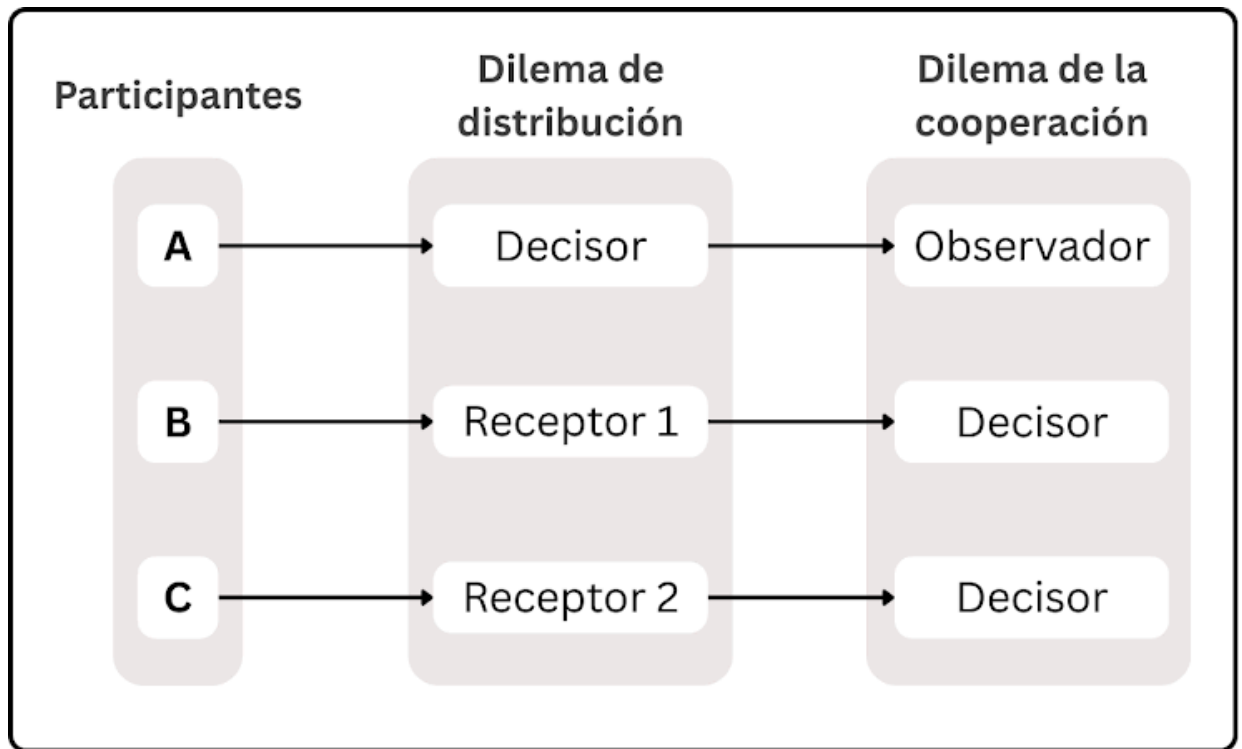 Participantes
Dilema de
distribución
Dilema de la
cooperación
A
Decisor
Observador
B
Receptor 1
Decisor
C
Receptor 2
Decisor